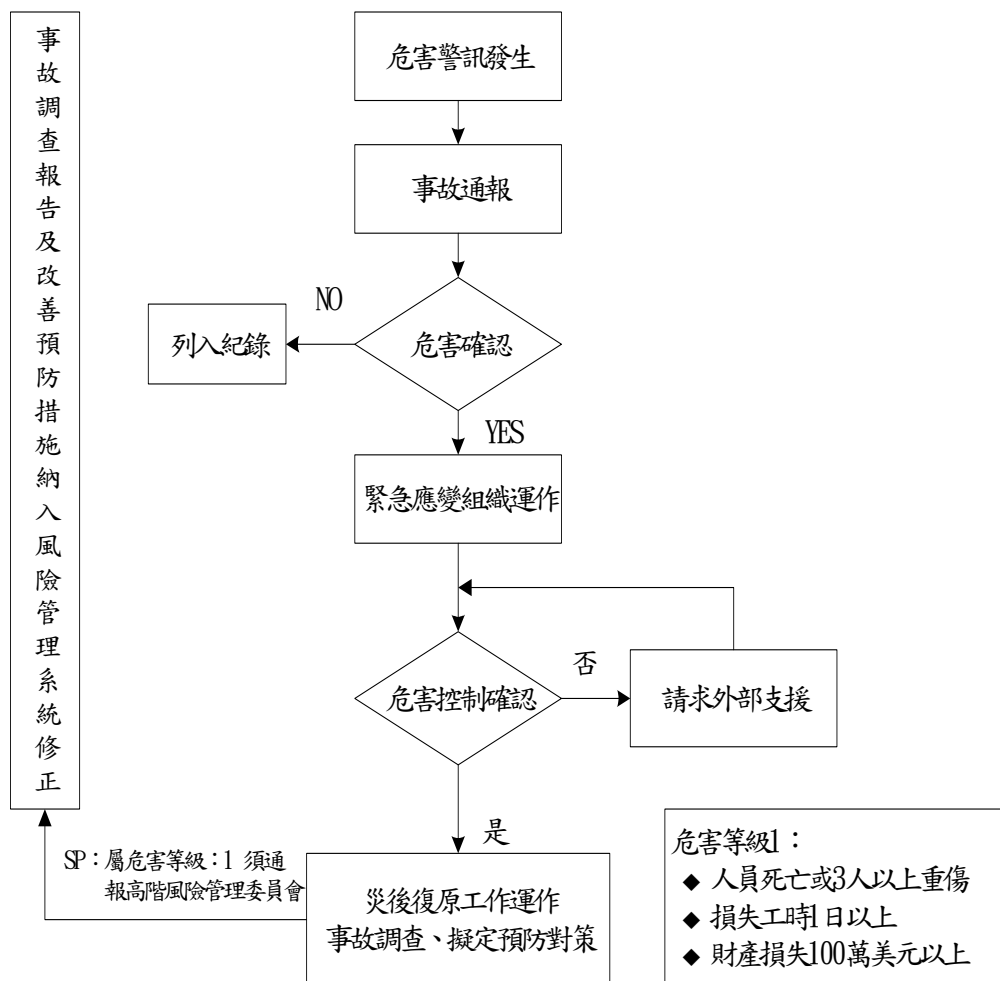 事故調查報告及改善預防措施納入風險管理系統修正
危害警訊發生
事故通報
NO
列入紀錄
危害確認
YES
緊急應變組織運作
否
危害控制確認
請求外部支援
是
SP：屬危害等級：1 須通
報高階風險管理委員會
災後復原工作運作
事故調查、擬定預防對策
危害等級1：
◆ 人員死亡或3人以上重傷
◆ 損失工時1日以上
◆ 財產損失100萬美元以上